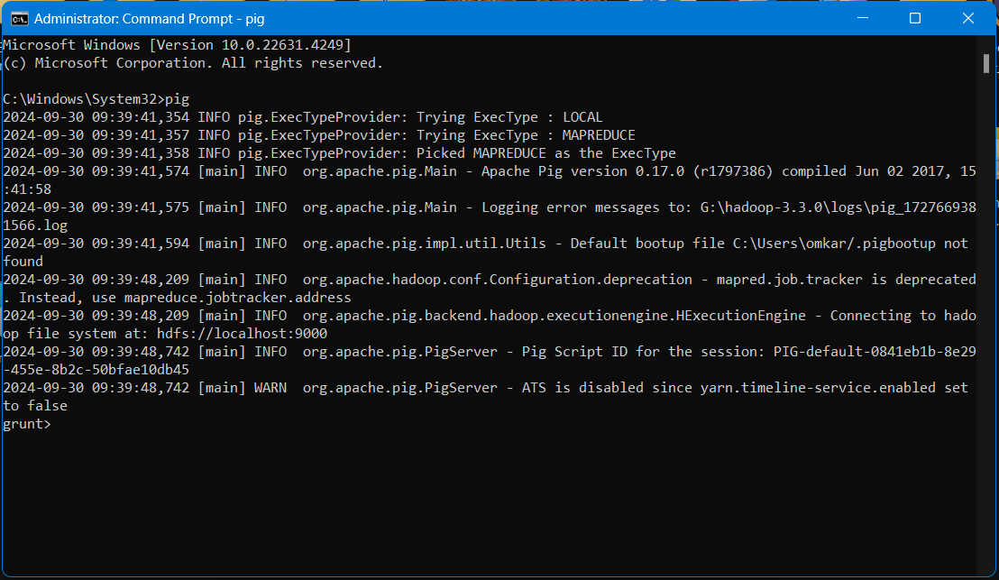 Administrator: Command Prompt - pig
Microsoft Windows [Version 10.0.22631.4249]
(c) Microsoft Corporation. All rights reserved.
C:\Windows\System32>pig
2024-09-30 09:39:41,354 INFO pig.ExecTypeProvider: Trying ExecType : LOCAL
2024-09-30 09:39:41,357 INFO pig.ExecTypeProvider: Trying ExecType : MAPREDUCE
2024-09-30 09:39:41,358 INFO pig.ExecTypeProvider: Picked MAPREDUCE as the ExecType
2024-09-30 09:39:41,574 [main] INFO  org.apache.pig.Main - Apache Pig version 0.17.0 (r1797386) compiled Jun 02 2017, 15
:41:58
2024-09-30 09:39:41,575 [main] INFO  org.apache.pig.Main - Logging error messages to: G:\hadoop-3.3.0\logs\pig_172766938
1566.log
2024-09-30 09:39:41,594 [main] INFO  org.apache.pig.impl.util.Utils - Default bootup file C:\Users\omkar/.pigbootup not
found
2024-09-30 09:39:48,209 [main] INFO  org.apache.hadoop.conf.Configuration.deprecation - mapred.job.tracker is deprecated
. Instead, use mapreduce.jobtracker.address
2024-09-30 09:39:48,209 [main] INFO  org.apache.pig.backend.hadoop.executionengine.HExecutionEngine - Connecting to hado
op file system at: hdfs://localhost:9000
2024-09-30 09:39:48,742 [main] INFO  org.apache.pig.PigServer - Pig Script ID for the session: PIG-default-0841eb1b-8e29
-455e-8b2c-50bfae10db45
2024-09-30 09:39:48,742 [main] WARN  org.apache.pig.PigServer - ATS is disabled since yarn.timeline-service.enabled set
to false
grunt>